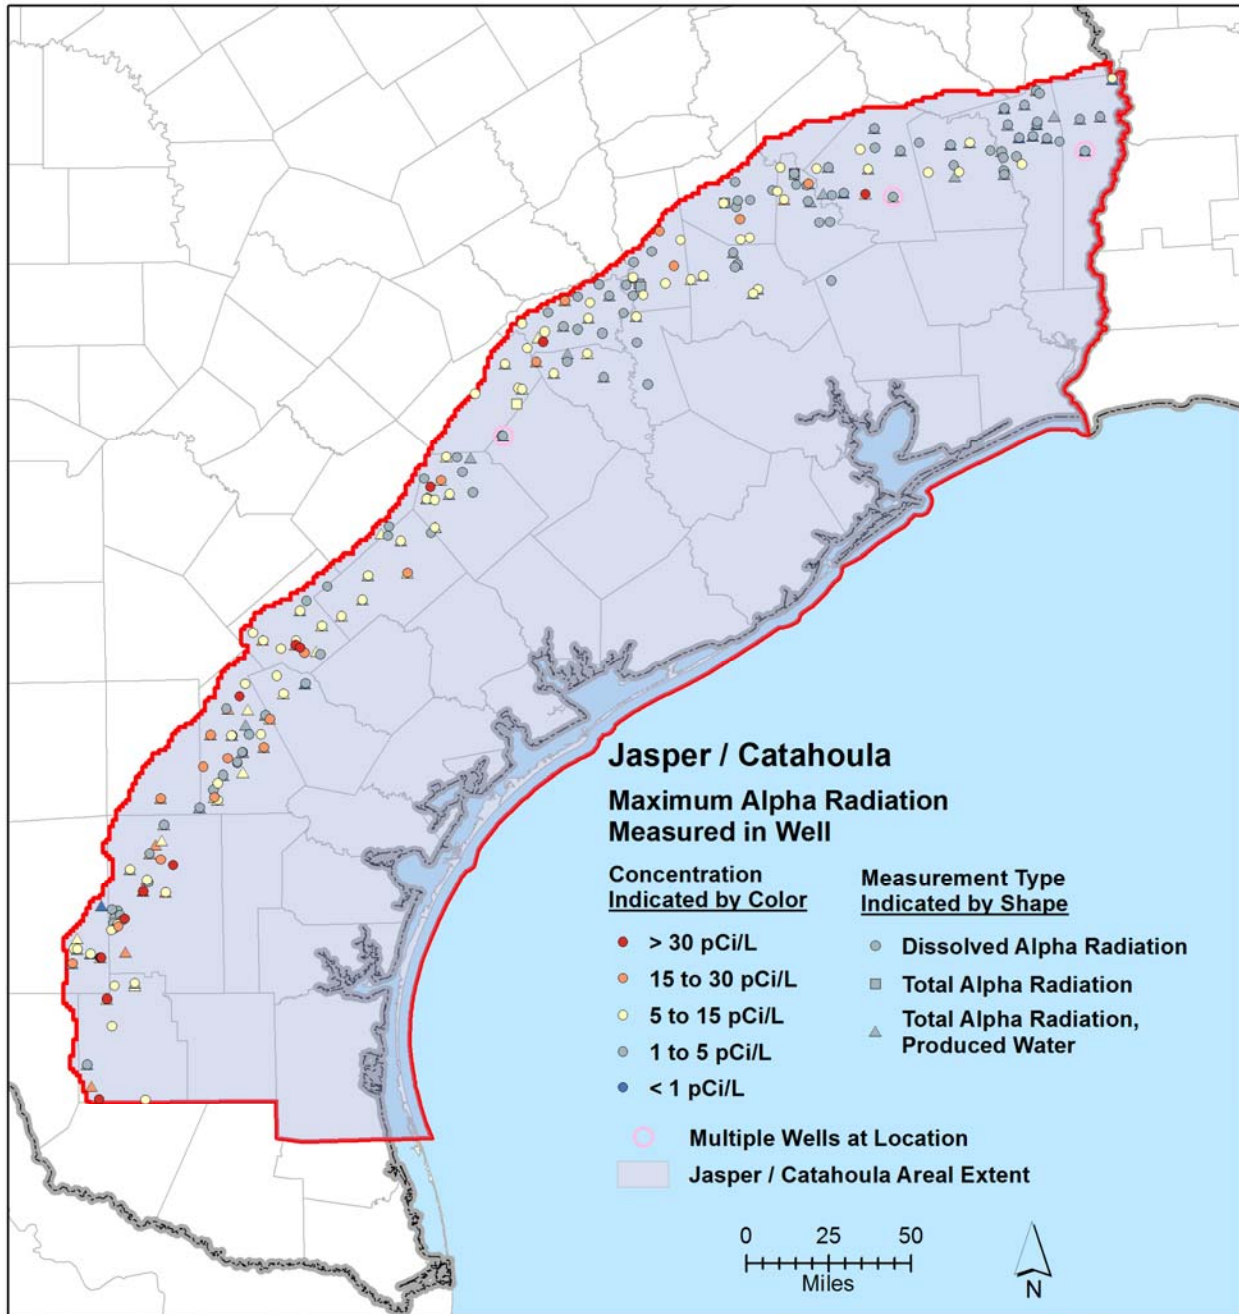 Jasper / Catahoula
Maximum Alpha Radiation
Measured in Well
Concentration
Indicated by Color
> 30 pCi/L
15 to 30 pCi/L
5 to 15 pCi/L
1 to 5 pCi/L
< 1 pCi/L
Measurement Type
Indicated by Shape
Dissolved Alpha Radiation
Total Alpha Radiation
Total Alpha Radiation,
Produced Water
Multiple Wells at Location
Jasper / Catahoula Areal Extent
0 25 50
Miles
N